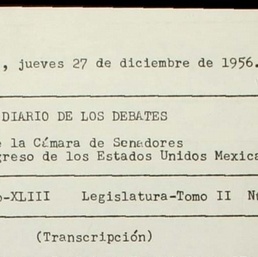 , jueves 27 de diciembre de 1956.
DIARIO DE LOS DEBATES
e la Cámara de Senadores
greso de los Estados Unidos Mexica
o-XLIII Legislatura-Tomo II N
(Transcripción)